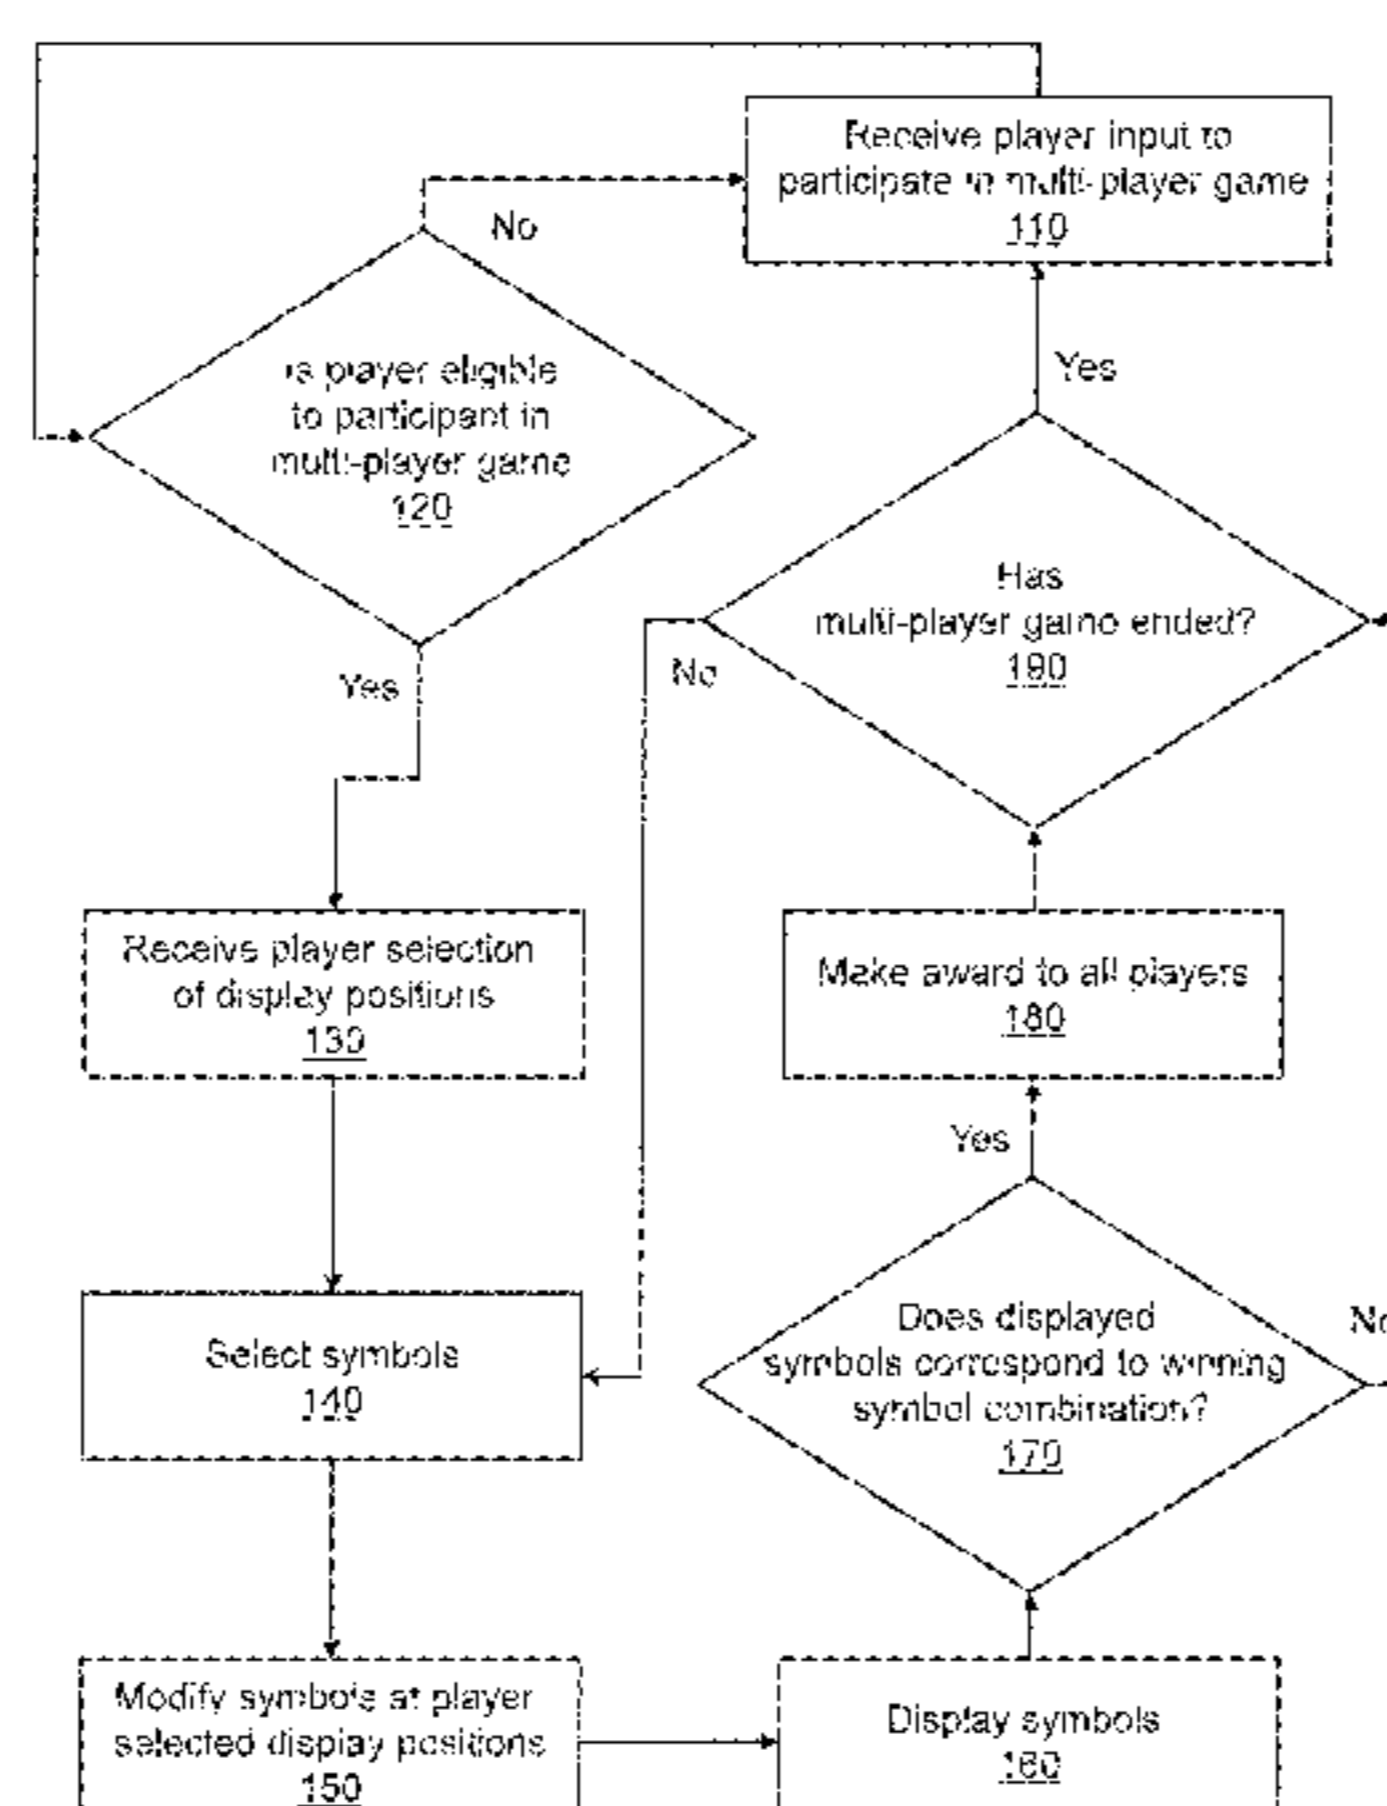 Receive player input to
participate in multi-player game
110
No
is player eligible
to participant in
multi-player game
120
Yes
Yes
Has
multi-player game ended?
190
No
Receive player selection
of display positions
130
Make award to all players
180
Yes
Select symbols
140
Does displayed
symbols correspond to winning
symbol combination?
170
No
Modify symbols at player
selected display positions
150
Display symbols
160